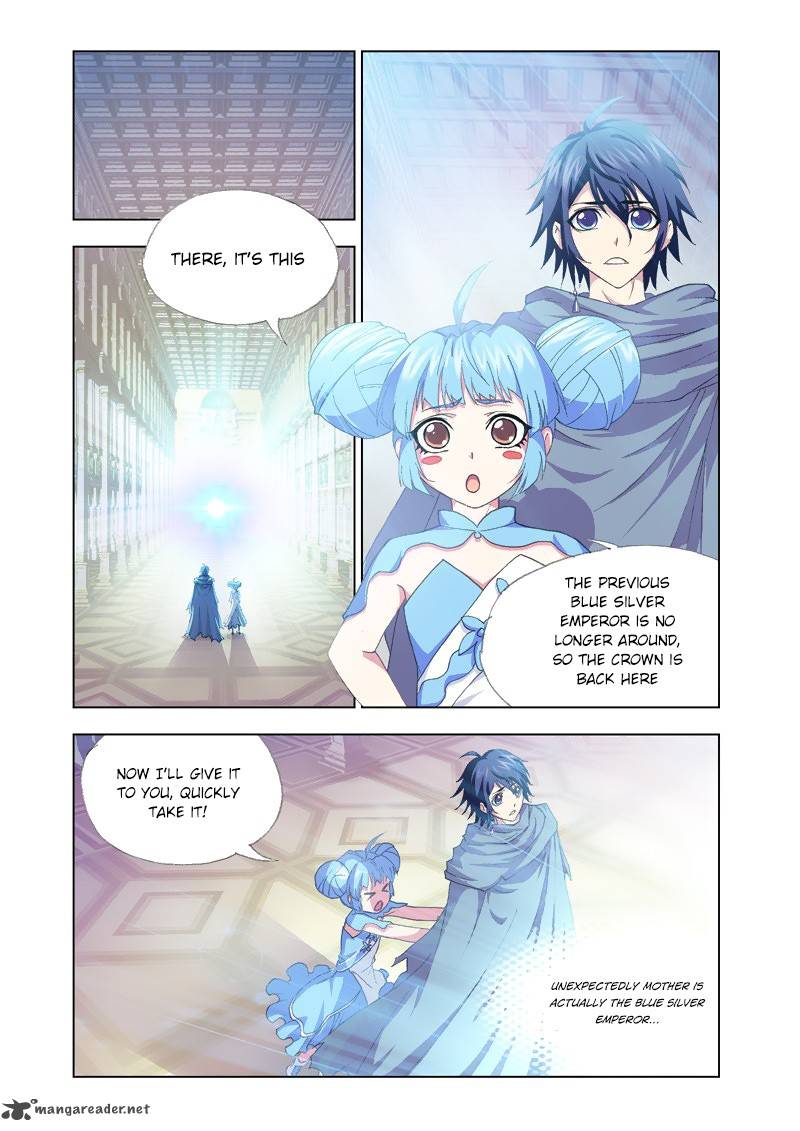 THERE, IT'S THIS
THE PREVIOUS
BLUE SILVER
EMPEROR IS NO
LONGER AROUND,
SO THE CROWN IS
BACK HERE
NOW I'LL GIVE IT
TO YOU, QUICKLY
TAKE IT!
UNEXPECTEDLY MOTHER IS
ACTUALLY THE BLUE SILVER
EMPEROR...
mangareader.net